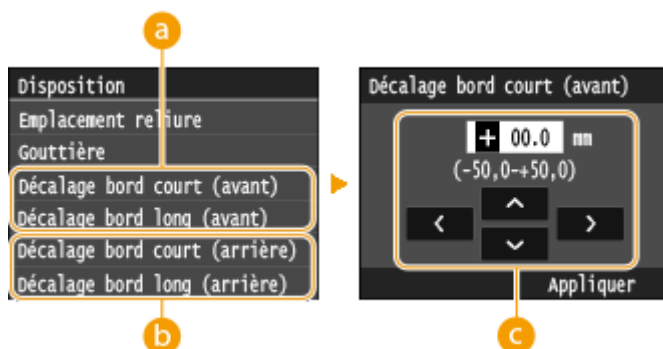 a
Disposition
Emplacement reliure
Gouttière
Décalage bord court (avant)
Décalage bord long (avant)
Décalage bord court (arrière)
Décalage bord long (arrière)
b
Décalage bord court (avant)
+ 00.0 mm
(-50,0-+50,0)
Appliquer
c